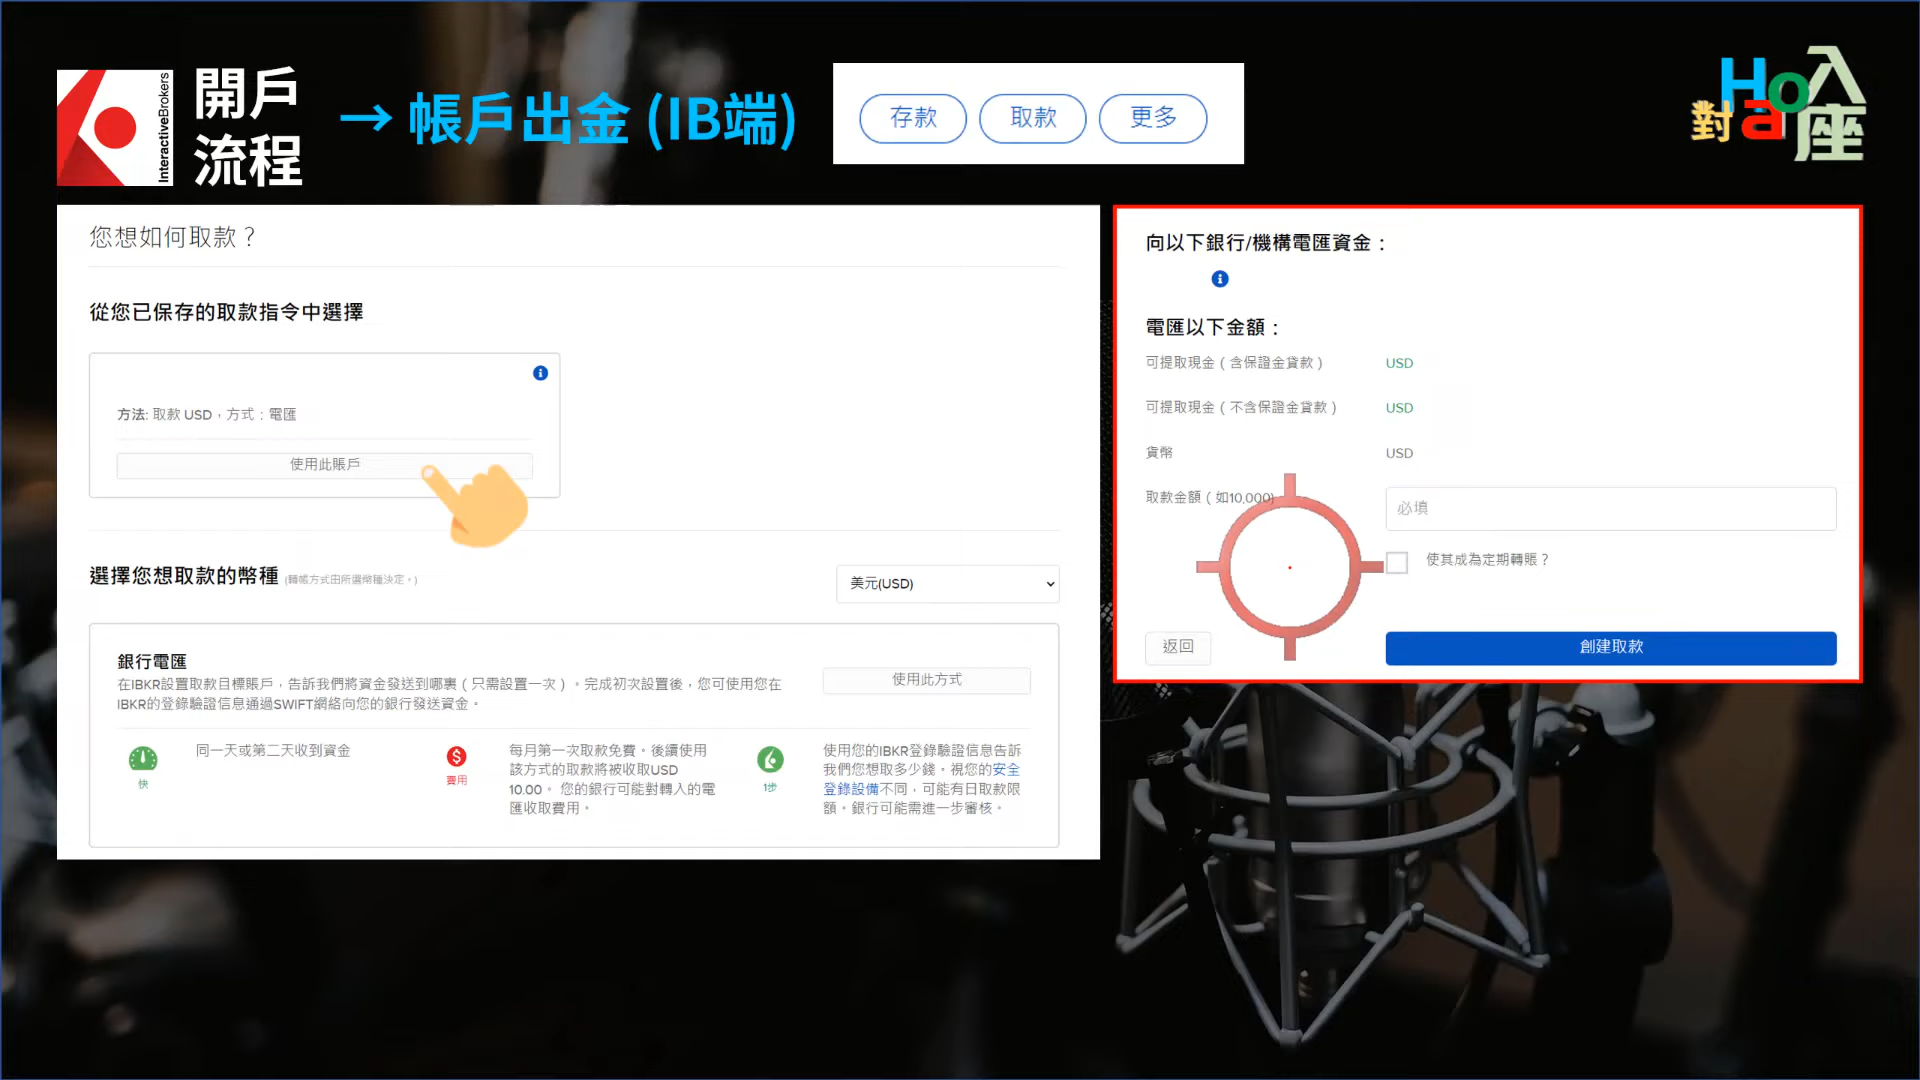 InteractiveBrokers
開戶
流程
→ 帳戶出金 (IB端)
存款
取款
更多
對 Hao 入座
您想如何取款？
從您已保存的取款指令中選擇
方法: 取款 USD，方式：電匯
使用此賬戶
選擇您想取款的幣種 (轉帳方式由所選幣種決定。)
美元(USD)
銀行電匯
在IBKR設置取款目標賬戶，告訴我們將資金發送到哪裏（只需設置一次）。完成初次設置後，您可使用您在
IBKR的登錄驗證信息通過SWIFT網絡向您的銀行發送資金。
使用此方式
快
同一天或第二天收到資金
費用
每月第一次取款免費。後續使用
該方式的取款將被收取USD
10.00。 您的銀行可能對轉入的電
匯收取費用。
1步
使用您的IBKR登錄驗證信息告訴
我們您想取多少錢。視您的安全
登錄設備不同，可能有日取款限
額。銀行可能需進一步審核。
向以下銀行/機構電匯資金：
電匯以下金額：
可提取現金（含保證金貸款） USD
可提取現金（不含保證金貸款） USD
貨幣 USD
取款金額（如10,000)
必填
使其成為定期轉賬？
返回
創建取款